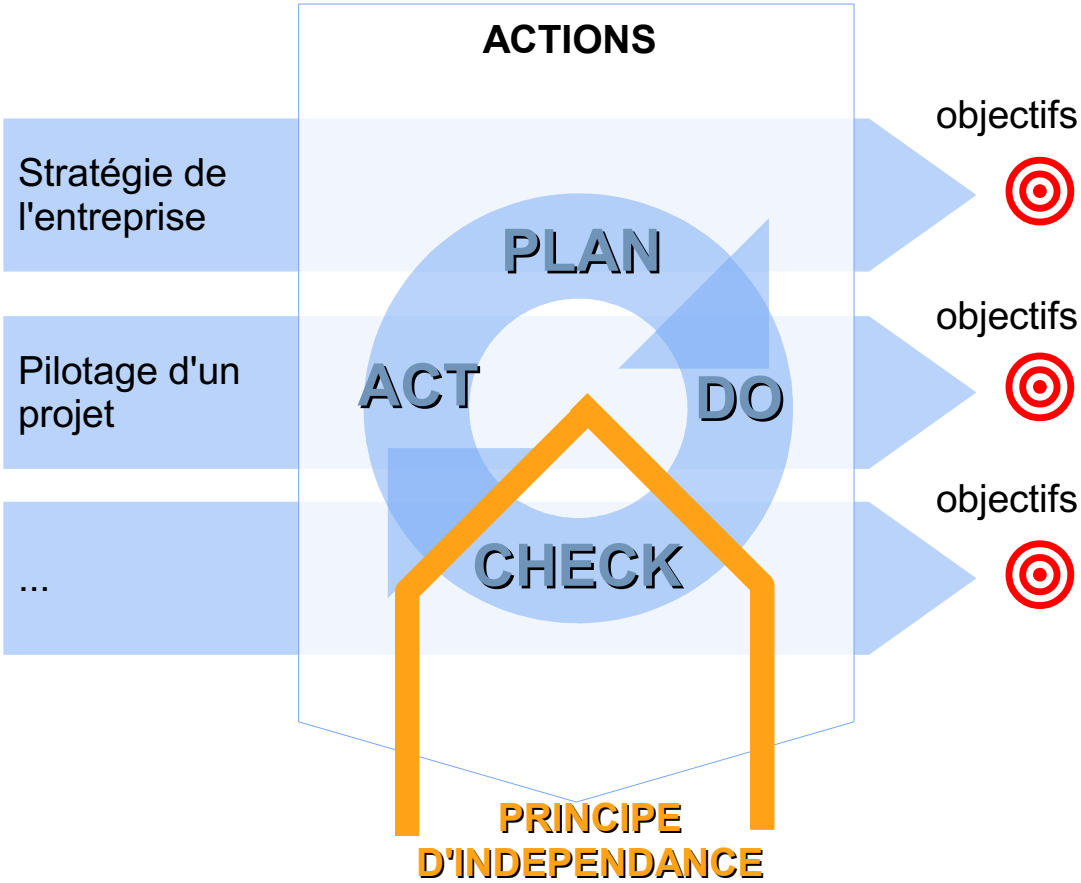 ACTIONS
objectifs
Stratégie de
l'entreprise
PLAN
objectifs
Pilotage d'un
projet
ACT
DO
objectifs
...
CHECK
PRINCIPE
D'INDEPENDANCE